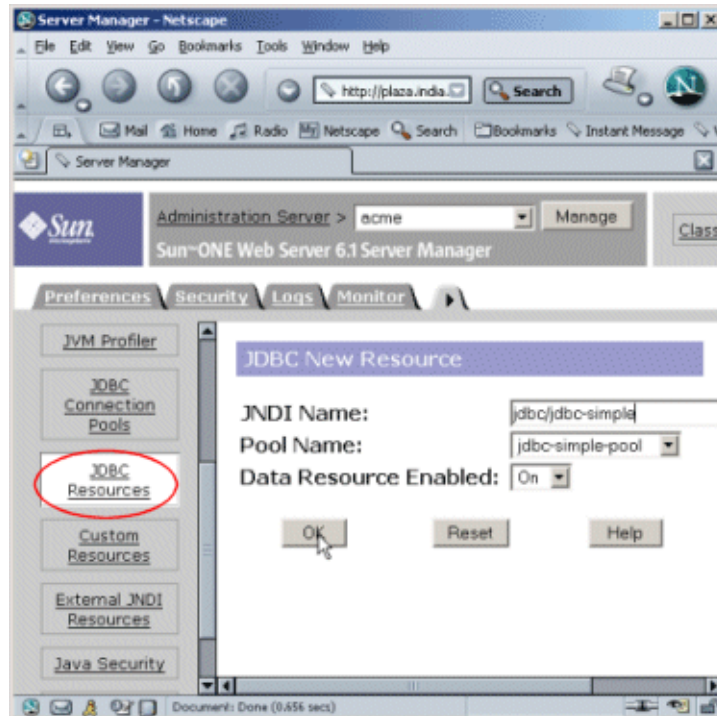 Server Manager - Netscape
File Edit View Go Bookmarks Tools Window Help
http://plaza.india. Search
Mail Home Radio My Netscape Search Bookmarks Instant Message
Server Manager
Sun
Administration Server > acme Manage
Class
Sun ONE Web Server 6.1 Server Manager
Preferences Security Logs Monitor
JVM Profiler
JDBC
Connection
Pools
JDBC
Resources
Custom
Resources
External JNDI
Resources
Java Security
JDBC New Resource
JNDI Name: jdbc/jdbc-simple
Pool Name: jdbc-simple-pool
Data Resource Enabled: On
OK Reset Help
Document: Done (0.656 secs)